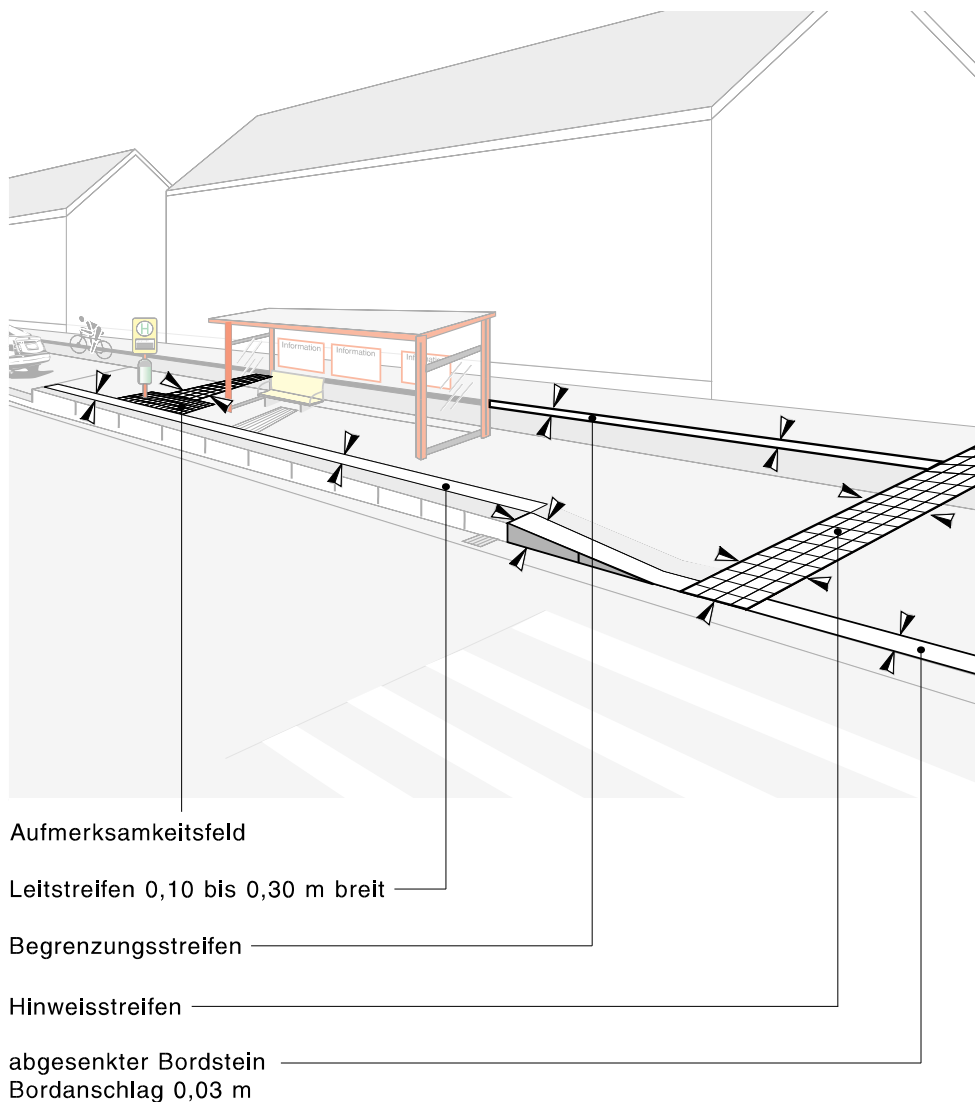 H
Information
Information
Aufmerksamkeitsfeld
Leitstreifen 0,10 bis 0,30 m breit
Begrenzungsstreifen
Hinweisstreifen
abgesenkter Bordstein
Bordanschlag 0,03 m